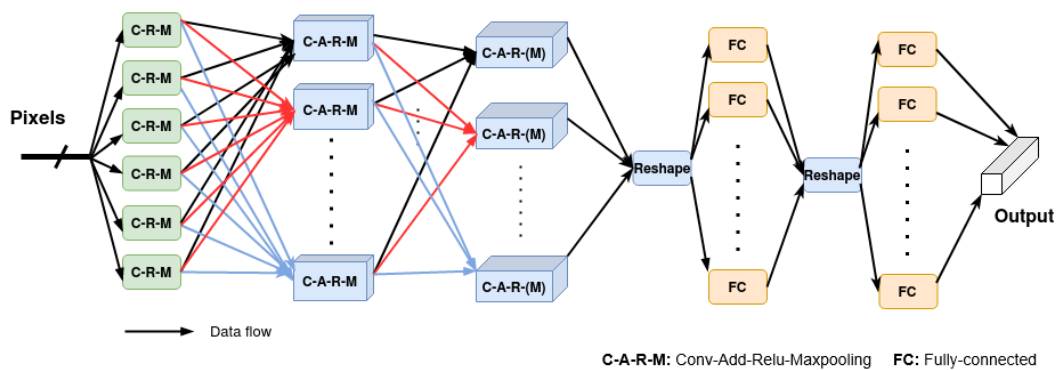 Pixels
C-R-M
C-R-M
C-R-M
C-R-M
C-R-M
C-R-M
C-A-R-M
C-A-R-M
C-A-R-M
C-A-R-(M)
C-A-R-(M)
C-A-R-(M)
Reshape
FC
FC
FC
Reshape
FC
FC
FC
Output
Data flow
C-A-R-M: Conv-Add-Relu-Maxpooling FC: Fully-connected